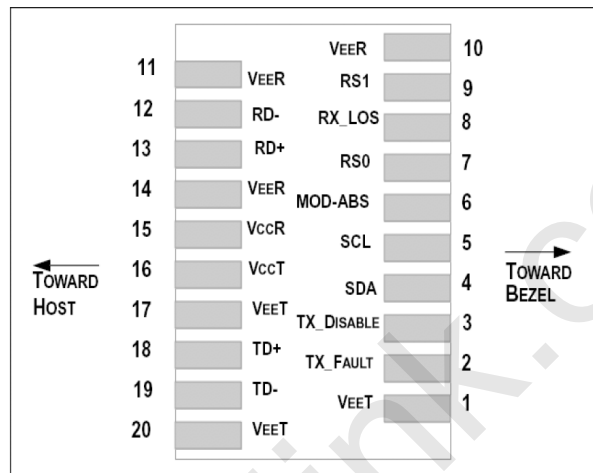 VEER 10
11 VEER
RS1 9
12 RD-
RX_LOS 8
13 RD+
RS0 7
14 VEER
MOD-ABS 6
15 VCCR
SCL 5
16 VCCT
SDA 4
17 VEET
TX_DISABLE 3
18 TD+
TX_FAULT 2
19 TD-
VEET 1
20 VEET
TOWARD
HOST
TOWARD
BEZEL